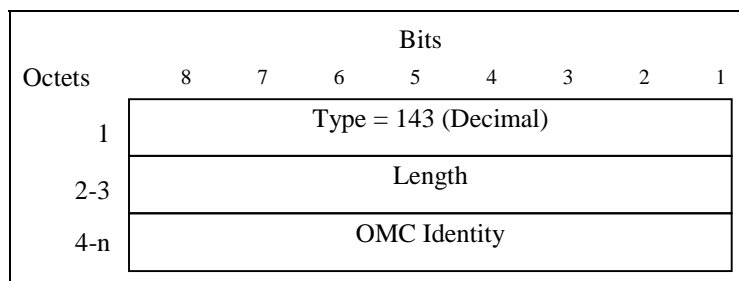 Bits
Octets 8 7 6 5 4 3 2 1
1 Type = 143 (Decimal)
2-3 Length
4-n OMC Identity